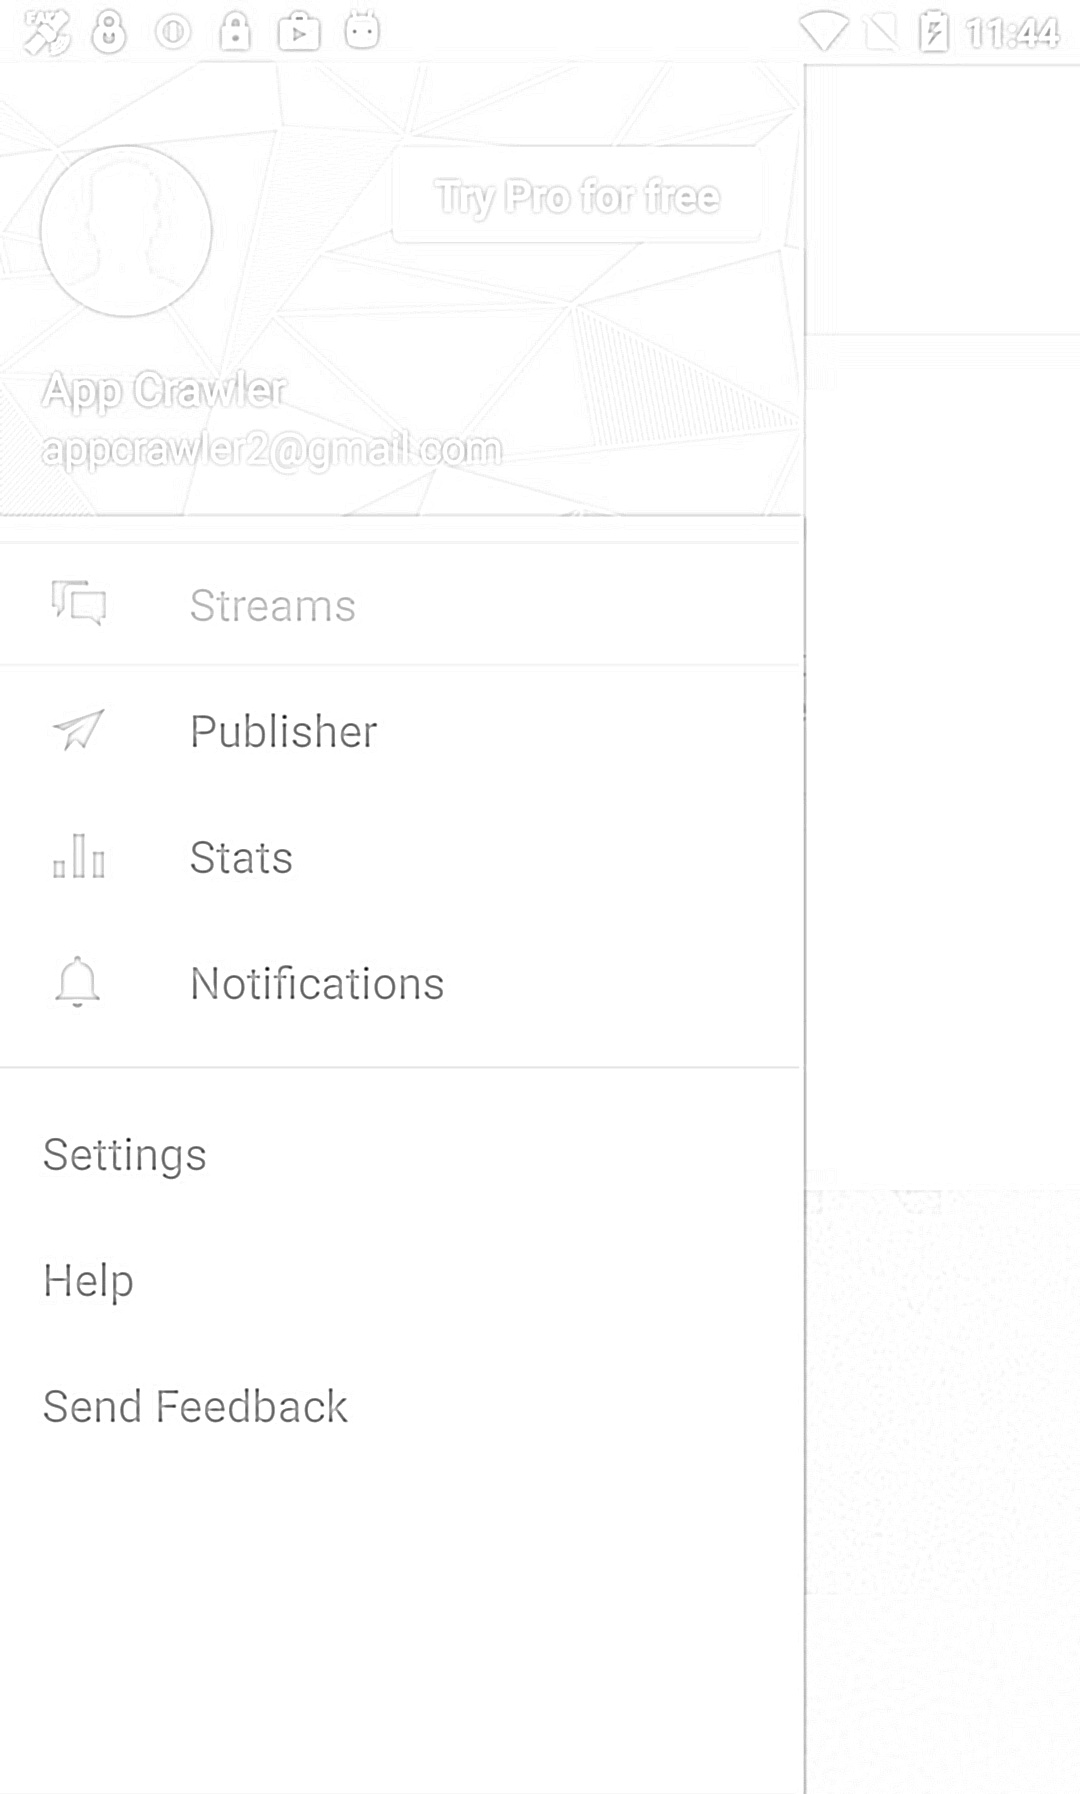 11:44
Try Pro for free
App Crawler
appcrawler2@gmail.com
Streams
Publisher
Stats
Notifications
Settings
Help
Send Feedback